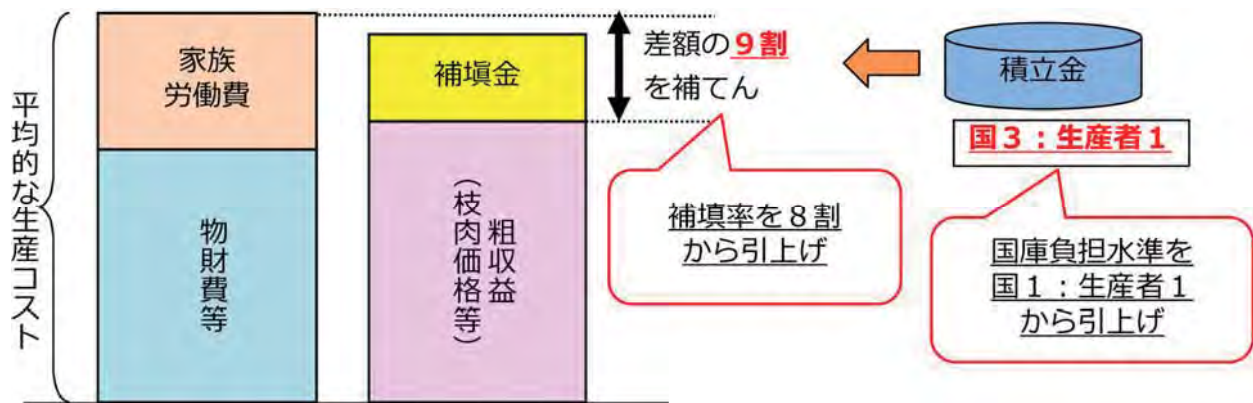 平均的な生産コスト
家族
労働費
物財費等
補塡金
粗収益
(枝肉価格等)
差額の９割
を補てん
補填率を８割
から引上げ
積立金
国３：生産者１
国庫負担水準を
国１：生産者１
から引上げ